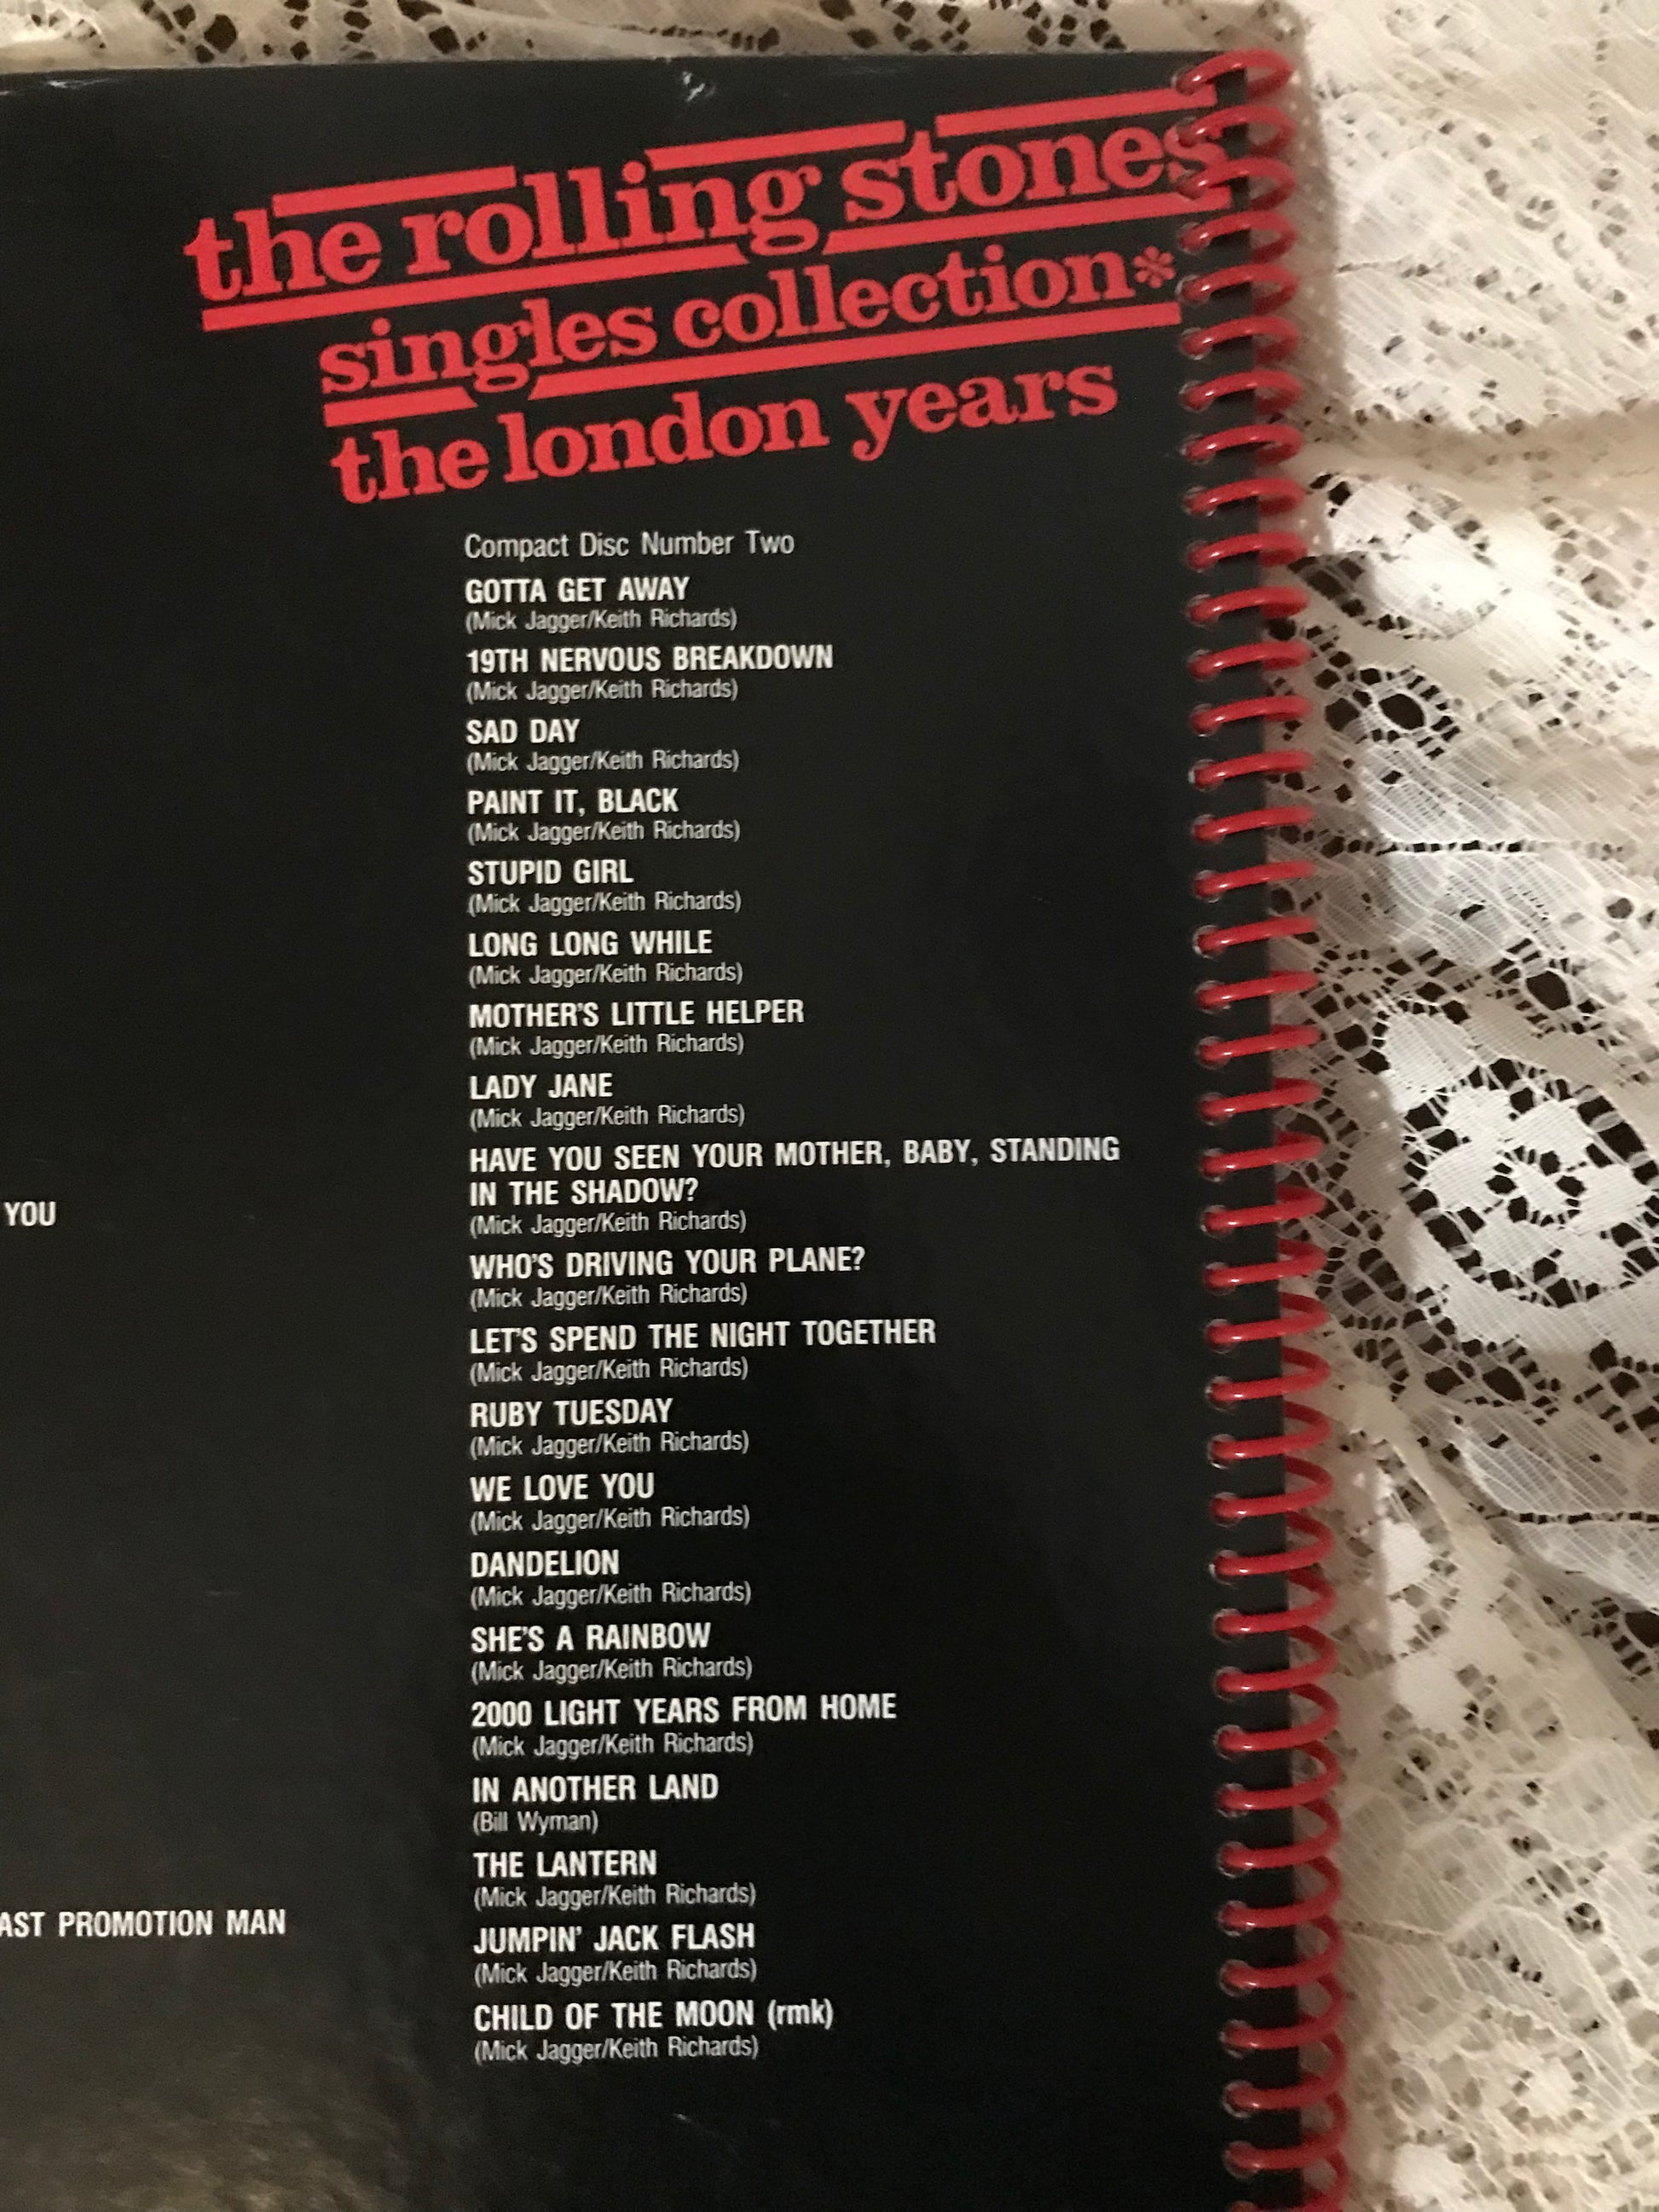 the rolling stones
singles collection*
the london years
Compact Disc Number Two
GOTTA GET AWAY
(Mick Jagger/Keith Richards)
19TH NERVOUS BREAKDOWN
(Mick Jagger/Keith Richards)
SAD DAY
(Mick Jagger/Keith Richards)
PAINT IT, BLACK
(Mick Jagger/Keith Richards)
STUPID GIRL
(Mick Jagger/Keith Richards)
LONG LONG WHILE
(Mick Jagger/Keith Richards)
MOTHER'S LITTLE HELPER
(Mick Jagger/Keith Richards)
LADY JANE
(Mick Jagger/Keith Richards)
HAVE YOU SEEN YOUR MOTHER, BABY, STANDING
IN THE SHADOW?
(Mick Jagger/Keith Richards)
WHO'S DRIVING YOUR PLANE?
(Mick Jagger/Keith Richards)
LET'S SPEND THE NIGHT TOGETHER
(Mick Jagger/Keith Richards)
RUBY TUESDAY
(Mick Jagger/Keith Richards)
WE LOVE YOU
(Mick Jagger/Keith Richards)
DANDELION
(Mick Jagger/Keith Richards)
SHE'S A RAINBOW
(Mick Jagger/Keith Richards)
2000 LIGHT YEARS FROM HOME
(Mick Jagger/Keith Richards)
IN ANOTHER LAND
(Bill Wyman)
THE LANTERN
(Mick Jagger/Keith Richards)
JUMPIN' JACK FLASH
(Mick Jagger/Keith Richards)
CHILD OF THE MOON (rmk)
(Mick Jagger/Keith Richards)
YOU
AST PROMOTION MAN